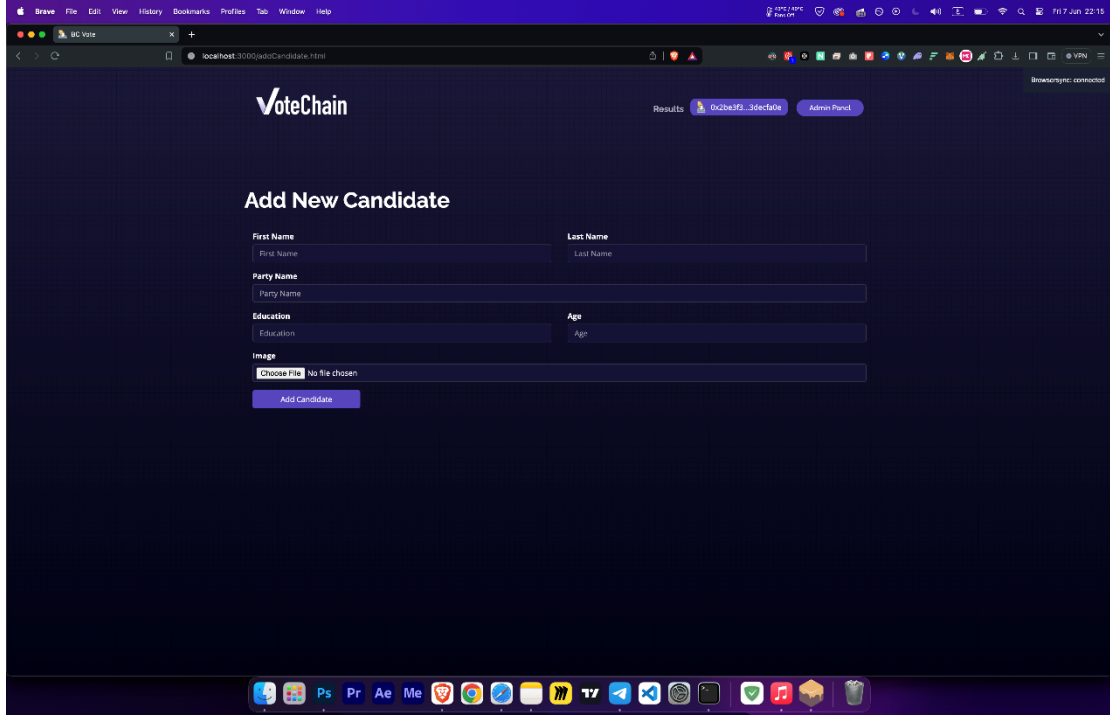 Brave File Edit View History Bookmarks Profiles Tab Window Help Fri 7 Jun 22:15
Fans Off
BC Vote
localhost:3000/addCandidate.html VPN
Browsersync: connected
VoteChain
Results 0x2be3f3...3decfa0e Admin Panel
Add New Candidate
First Name Last Name
First Name Last Name
Party Name
Party Name
Education Age
Education Age
Image
Choose File No file chosen
Add Candidate
Ps Pr Ae Me